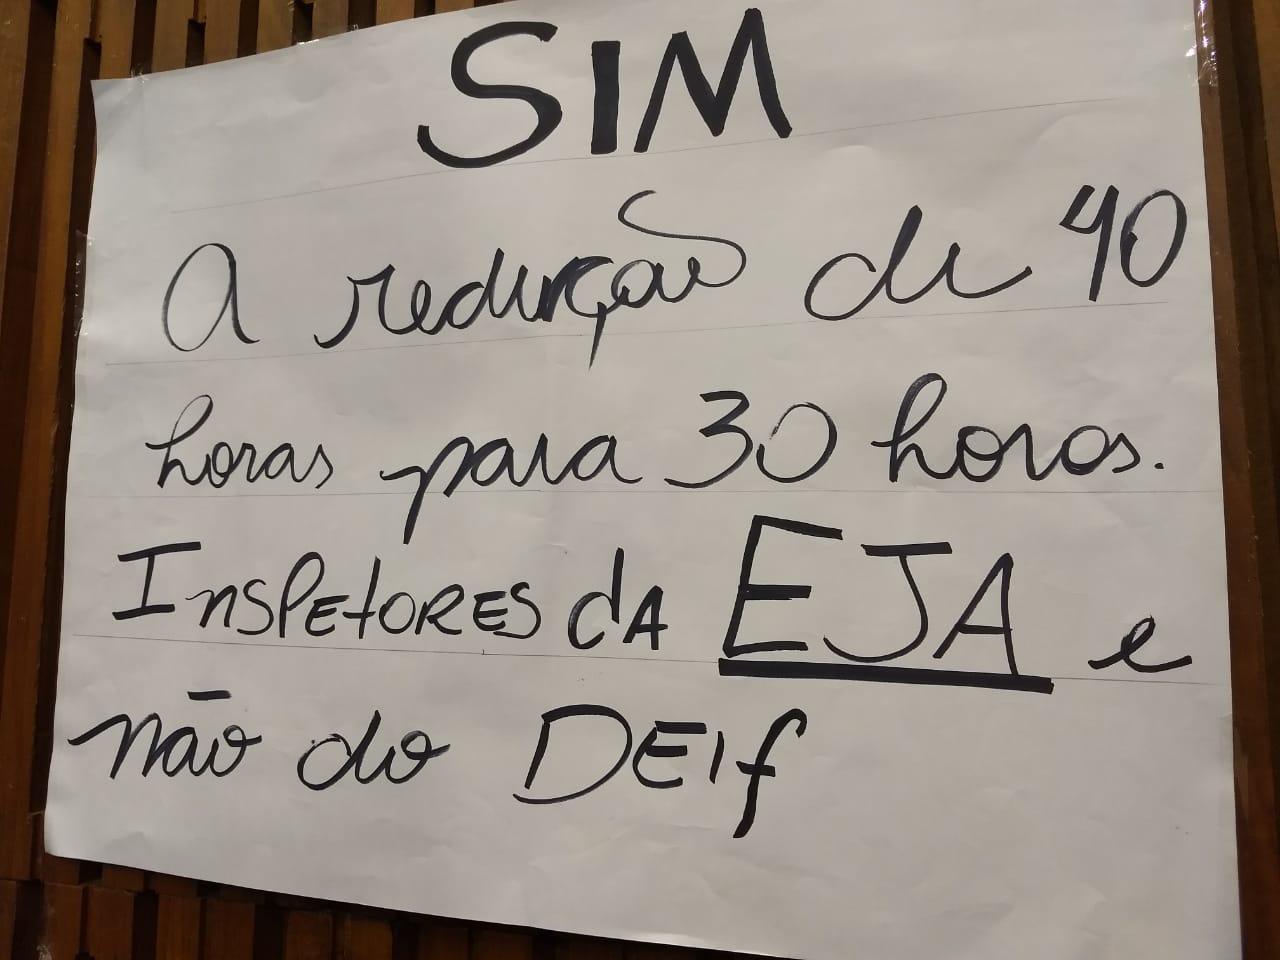 SIM
A redução de 40
horas para 30 horas.
InSPEtORES dA EJA e
não do DEIf